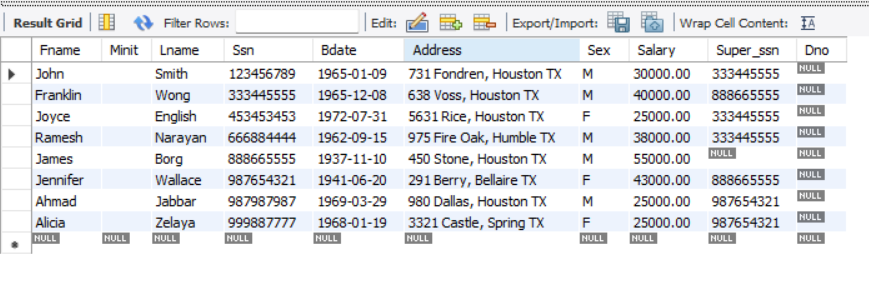 Result Grid Filter Rows: Edit: Export/Import: Wrap Cell Content: IA
Fname Minit Lname Ssn Bdate Address Sex Salary Super_ssn Dno
John Smith 123456789 1965-01-09 731 Fondren, Houston TX M 30000.00 333445555 NULL
Franklin Wong 333445555 1965-12-08 638 Voss, Houston TX M 40000.00 888665555 NULL
Joyce English 453453453 1972-07-31 5631 Rice, Houston TX F 25000.00 333445555 NULL
Ramesh Narayan 666884444 1962-09-15 975 Fire Oak, Humble TX M 38000.00 333445555 NULL
James Borg 888665555 1937-11-10 450 Stone, Houston TX M 55000.00 NULL NULL
Jennifer Wallace 987654321 1941-06-20 291 Berry, Bellaire TX F 43000.00 888665555 NULL
Ahmad Jabbar 987987987 1969-03-29 980 Dallas, Houston TX M 25000.00 987654321 NULL
Alicia Zelaya 999887777 1968-01-19 3321 Castle, Spring TX F 25000.00 987654321 NULL
NULL NULL NULL NULL NULL NULL NULL NULL NULL NULL